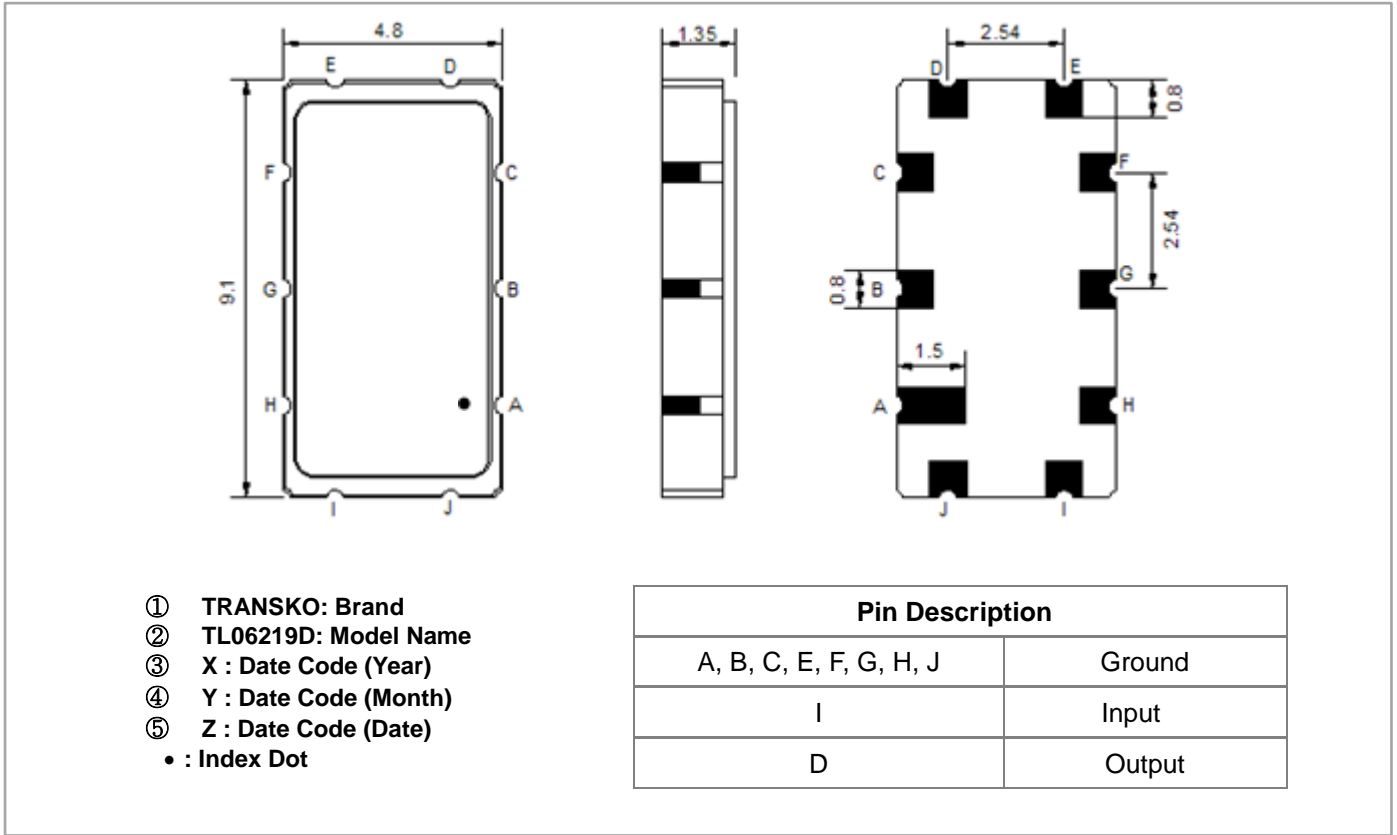 4.8
1.35
2.54
E D
D E
0.8
F C
C F
9.1
2.54
G B
0.8 B G
1.5
H A
A H
I J
J I
① TRANSKO: Brand
② TL06219D: Model Name
③ X : Date Code (Year)
④ Y : Date Code (Month)
⑤ Z : Date Code (Date)
• : Index Dot
Pin Description
A, B, C, E, F, G, H, J Ground
I Input
D Output